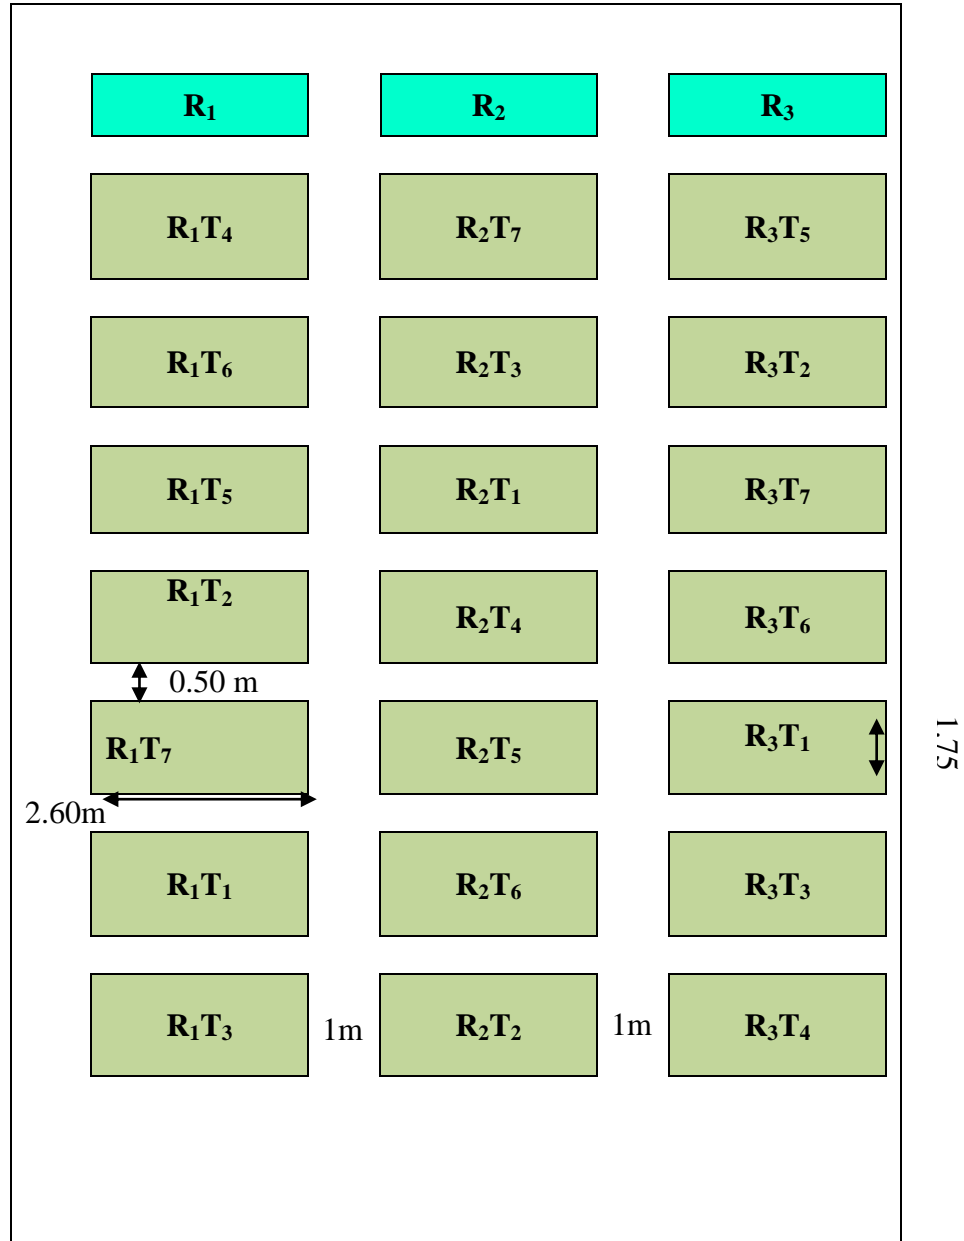 R₁ R₂ R₃
R₁T₄ R₂T₇ R₃T₅
R₁T₆ R₂T₃ R₃T₂
R₁T₅ R₂T₁ R₃T₇
R₁T₂ R₂T₄ R₃T₆
0.50 m
R₁T₇ R₂T₅ R₃T₁ 1.75
2.60m
R₁T₁ R₂T₆ R₃T₃
R₁T₃ 1m R₂T₂ 1m R₃T₄